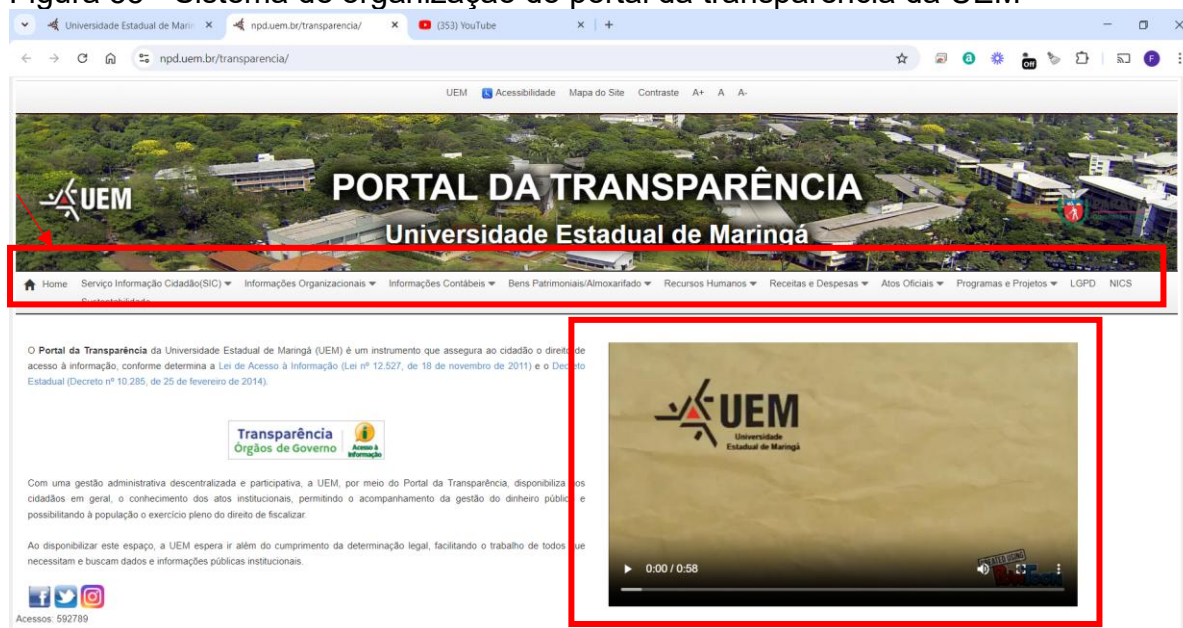 Figura 35 - Sistema de organização do portal da transparência da UEM
Universidade Estadual de Marin
npd.uem.br/transparencia/
(353) YouTube
npd.uem.br/transparencia/
Off
F
UEM Acessibilidade Mapa do Site Contraste A+ A A-
UEM
PORTAL DA TRANSPARÊNCIA
Universidade Estadual de Maringá
Home Serviço Informação Cidadão(SIC) Informações Organizacionais Informações Contábeis Bens Patrimoniais/Almoxarifado Recursos Humanos Receitas e Despesas Atos Oficiais Programas e Projetos LGPD NICS
Sustentabilidade
O Portal da Transparência da Universidade Estadual de Maringá (UEM) é um instrumento que assegura ao cidadão o direito de
acesso à informação, conforme determina a Lei de Acesso à Informação (Lei nº 12.527, de 18 de novembro de 2011) e o Decreto
Estadual (Decreto nº 10.285, de 25 de fevereiro de 2014).
Transparência
Órgãos de Governo
Acesso à
Informação
Com uma gestão administrativa descentralizada e participativa, a UEM, por meio do Portal da Transparência, disponibiliza aos
cidadãos em geral, o conhecimento dos atos institucionais, permitindo o acompanhamento da gestão do dinheiro público e
possibilitando à população o exercício pleno do direito de fiscalizar.
Ao disponibilizar este espaço, a UEM espera ir além do cumprimento da determinação legal, facilitando o trabalho de todos que
necessitam e buscam dados e informações públicas institucionais.
Acessos: 592789
UEM
Universidade
Estadual de Maringá
0:00 / 0:58
CREATED USING